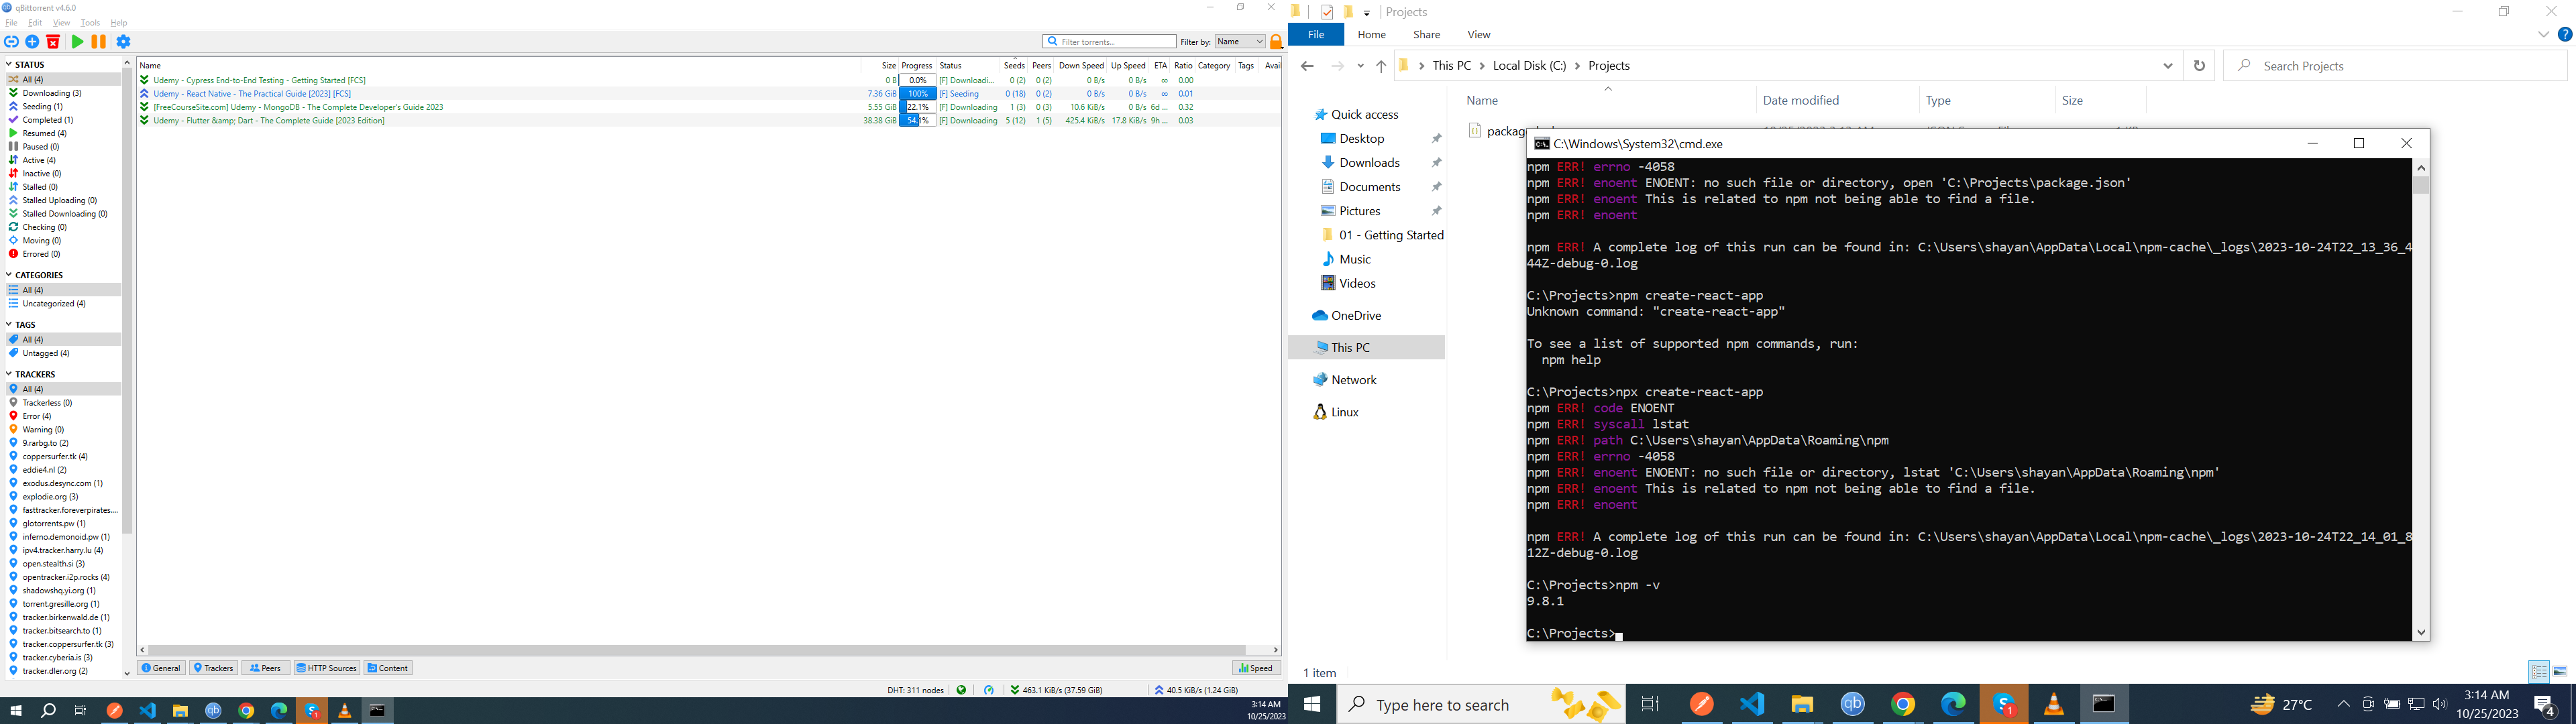 qBittorrent v4.6.0
File Edit View Tools Help
Filter torrents... Filter by: Name
STATUS
All (4)
Downloading (3)
Seeding (1)
Completed (1)
Resumed (4)
Paused (0)
Active (4)
Inactive (0)
Stalled (0)
Stalled Uploading (0)
Stalled Downloading (0)
Checking (0)
Moving (0)
Errored (0)
CATEGORIES
All (4)
Uncategorized (4)
TAGS
All (4)
Untagged (4)
TRACKERS
All (4)
Trackerless (0)
Error (4)
Warning (0)
9.rarbg.to (2)
coppersurfer.tk (4)
eddie4.nl (2)
exodus.desync.com (1)
explodie.org (3)
fasttracker.foreverpirates....
glotorrents.pw (1)
inferno.demonoid.pw (1)
ipv4.tracker.harry.lu (4)
open.stealth.si (3)
opentracker.i2p.rocks (4)
shadowshq.yi.org (1)
torrent.gresille.org (1)
tracker.birkenwald.de (1)
tracker.bitsearch.to (1)
tracker.coppersurfer.tk (3)
tracker.cyberia.is (3)
tracker.dler.org (2)
Name Size Progress Status Seeds Peers Down Speed Up Speed ETA Ratio Category Tags Avail
Udemy - Cypress End-to-End Testing - Getting Started [FCS] 0 B 0.0% [F] Downloadi... 0 (2) 0 (2) 0 B/s 0 B/s ∞ 0.00
Udemy - React Native - The Practical Guide [2023] [FCS] 7.36 GiB 100% [F] Seeding 0 (18) 0 (2) 0 B/s 0 B/s ∞ 0.01
[FreeCourseSite.com] Udemy - MongoDB - The Complete Developer's Guide 2023 5.55 GiB 22.1% [F] Downloading 1 (3) 0 (3) 10.6 KiB/s 0 B/s 6d ... 0.32
Udemy - Flutter &amp; Dart - The Complete Guide [2023 Edition] 38.38 GiB 54.1% [F] Downloading 5 (12) 1 (5) 425.4 KiB/s 17.8 KiB/s 9h ... 0.03
General Trackers Peers HTTP Sources Content Speed
DHT: 311 nodes 463.1 KiB/s (37.59 GiB) 40.5 KiB/s (1.24 GiB)
3:14 AM
10/25/2023
Projects
File Home Share View
This PC Local Disk (C:) Projects Search Projects
Name Date modified Type Size
Quick access
Desktop
Downloads
Documents
Pictures
01 - Getting Started
Music
Videos
OneDrive
This PC
Network
Linux
1 item
C:\Windows\System32\cmd.exe
npm ERR! errno -4058
npm ERR! enoent ENOENT: no such file or directory, open 'C:\Projects\package.json'
npm ERR! enoent This is related to npm not being able to find a file.
npm ERR! enoent
npm ERR! A complete log of this run can be found in: C:\Users\shayan\AppData\Local\npm-cache\_logs\2023-10-24T22_13_36_4
44Z-debug-0.log
C:\Projects>npm create-react-app
Unknown command: "create-react-app"
To see a list of supported npm commands, run:
npm help
C:\Projects>npx create-react-app
npm ERR! code ENOENT
npm ERR! syscall lstat
npm ERR! path C:\Users\shayan\AppData\Roaming\npm
npm ERR! errno -4058
npm ERR! enoent ENOENT: no such file or directory, lstat 'C:\Users\shayan\AppData\Roaming\npm'
npm ERR! enoent This is related to npm not being able to find a file.
npm ERR! enoent
npm ERR! A complete log of this run can be found in: C:\Users\shayan\AppData\Local\npm-cache\_logs\2023-10-24T22_14_01_8
12Z-debug-0.log
C:\Projects>npm -v
9.8.1
C:\Projects>
Type here to search 27°C 3:14 AM
10/25/2023